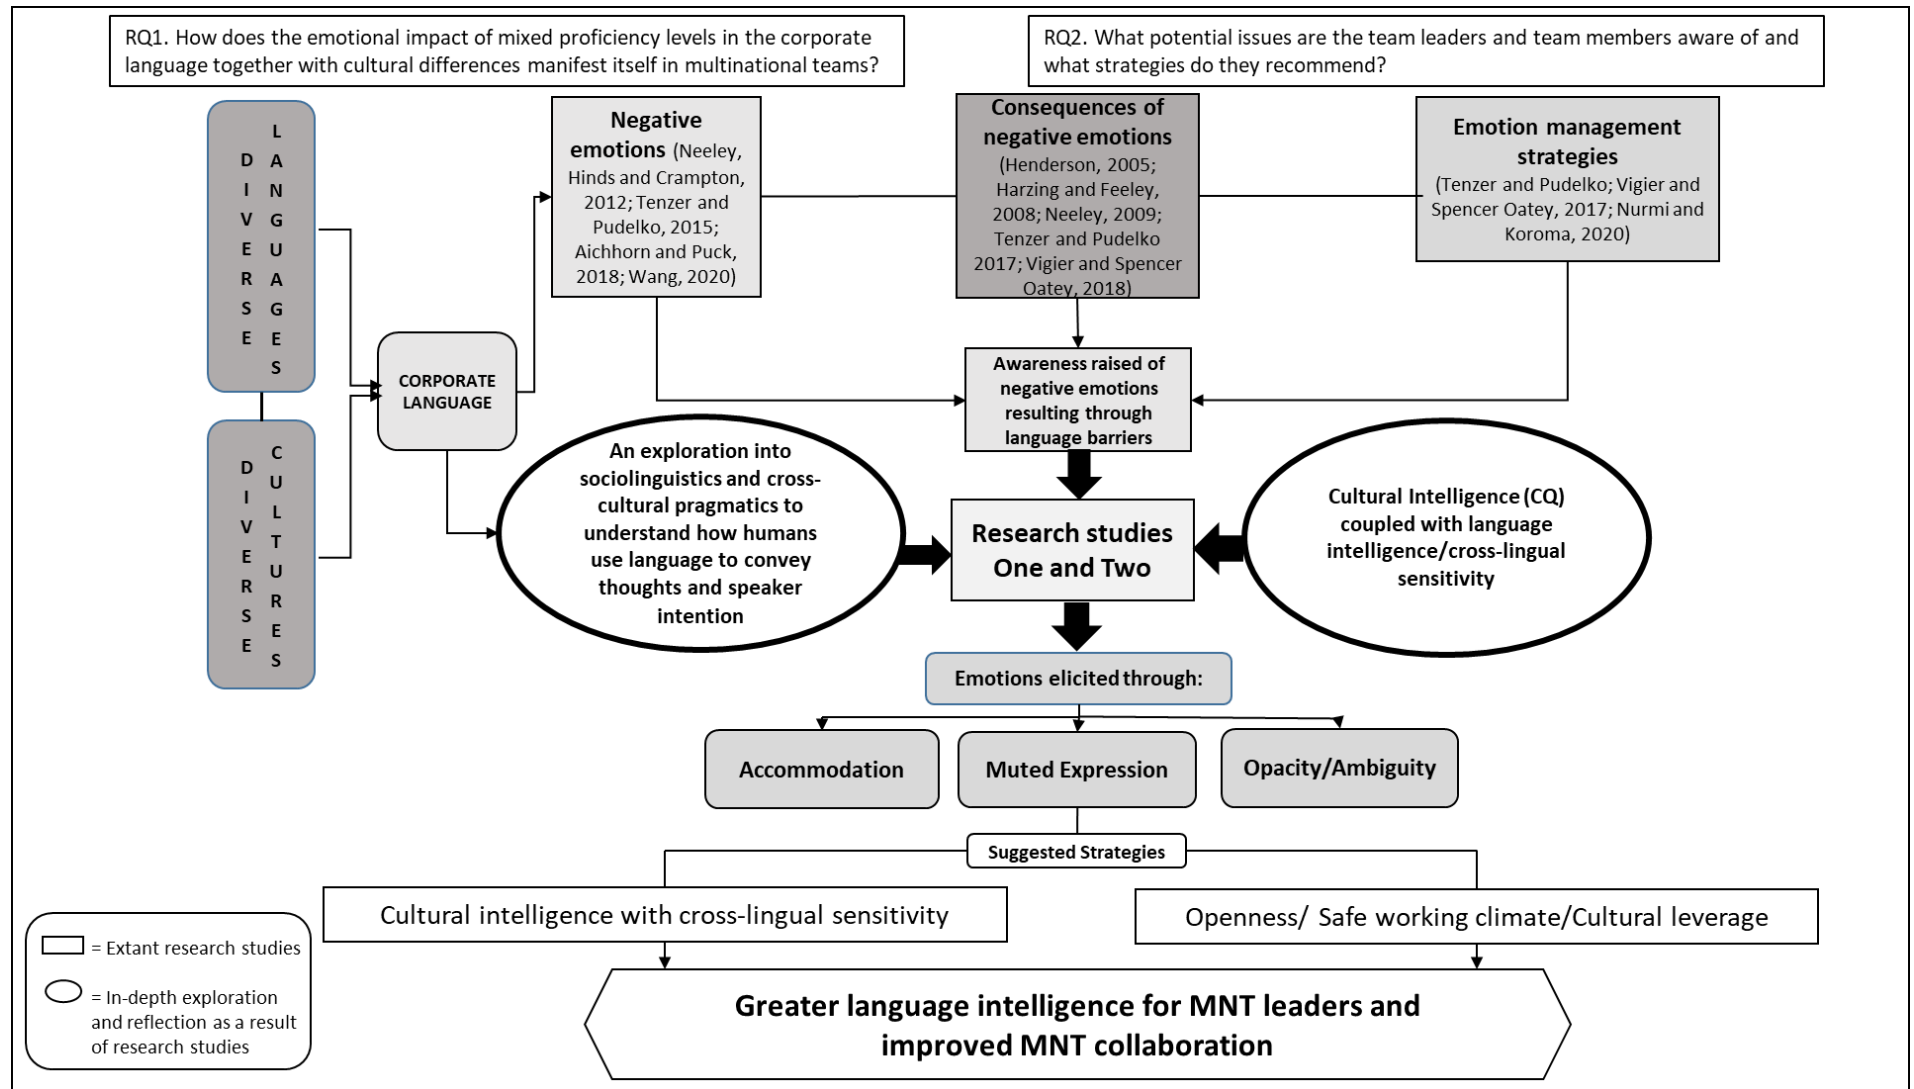 RQ1. How does the emotional impact of mixed proficiency levels in the corporate
language together with cultural differences manifest itself in multinational teams?
RQ2. What potential issues are the team leaders and team members aware of and
what strategies do they recommend?
DIVERSE
LANGUAGES
DIVERSE
CULTURES
CORPORATE
LANGUAGE
Negative
emotions (Neeley,
Hinds and Crampton,
2012; Tenzer and
Pudelko, 2015;
Aichhorn and Puck,
2018; Wang, 2020)
Consequences of
negative emotions
(Henderson, 2005;
Harzing and Feeley,
2008; Neeley, 2009;
Tenzer and Pudelko
2017; Vigier and Spencer
Oatey, 2018)
Emotion management
strategies
(Tenzer and Pudelko; Vigier and
Spencer Oatey, 2017; Nurmi and
Koroma, 2020)
Awareness raised of
negative emotions
resulting through
language barriers
An exploration into
sociolinguistics and cross-
cultural pragmatics to
understand how humans
use language to convey
thoughts and speaker
intention
Research studies
One and Two
Cultural Intelligence (CQ)
coupled with language
intelligence/cross-lingual
sensitivity
Emotions elicited through:
Accommodation
Muted Expression
Opacity/Ambiguity
Suggested Strategies
Cultural intelligence with cross-lingual sensitivity
Openness/ Safe working climate/Cultural leverage
= Extant research studies
= In-depth exploration
and reflection as a result
of research studies
Greater language intelligence for MNT leaders and
improved MNT collaboration